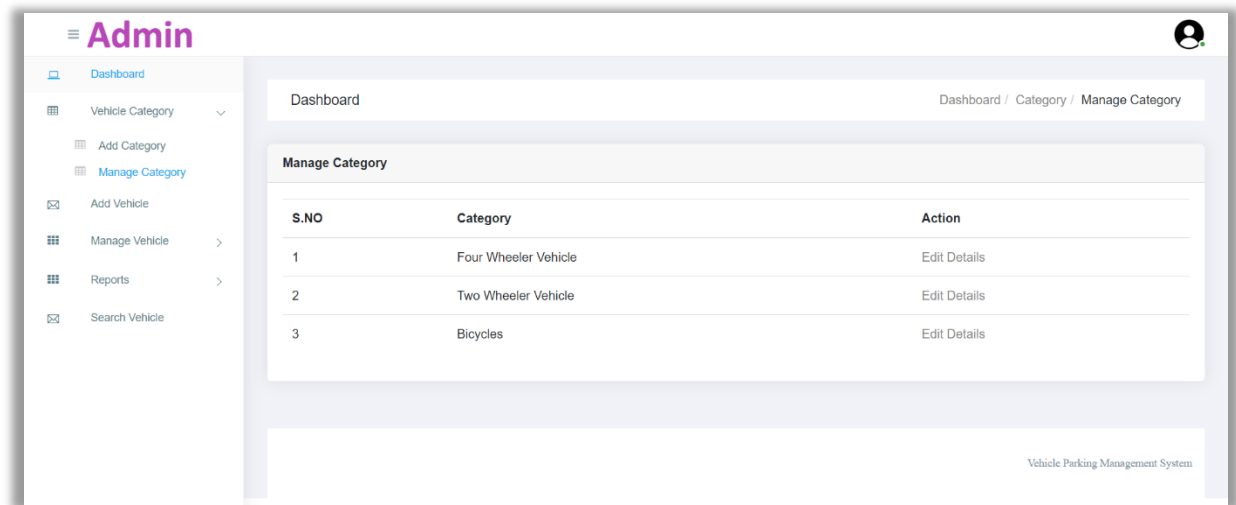 Admin
Dashboard
Vehicle Category
Add Category
Manage Category
Add Vehicle
Manage Vehicle
Reports
Search Vehicle
Dashboard
Dashboard / Category / Manage Category
Manage Category
S.NO Category Action
1 Four Wheeler Vehicle Edit Details
2 Two Wheeler Vehicle Edit Details
3 Bicycles Edit Details
Vehicle Parking Management System